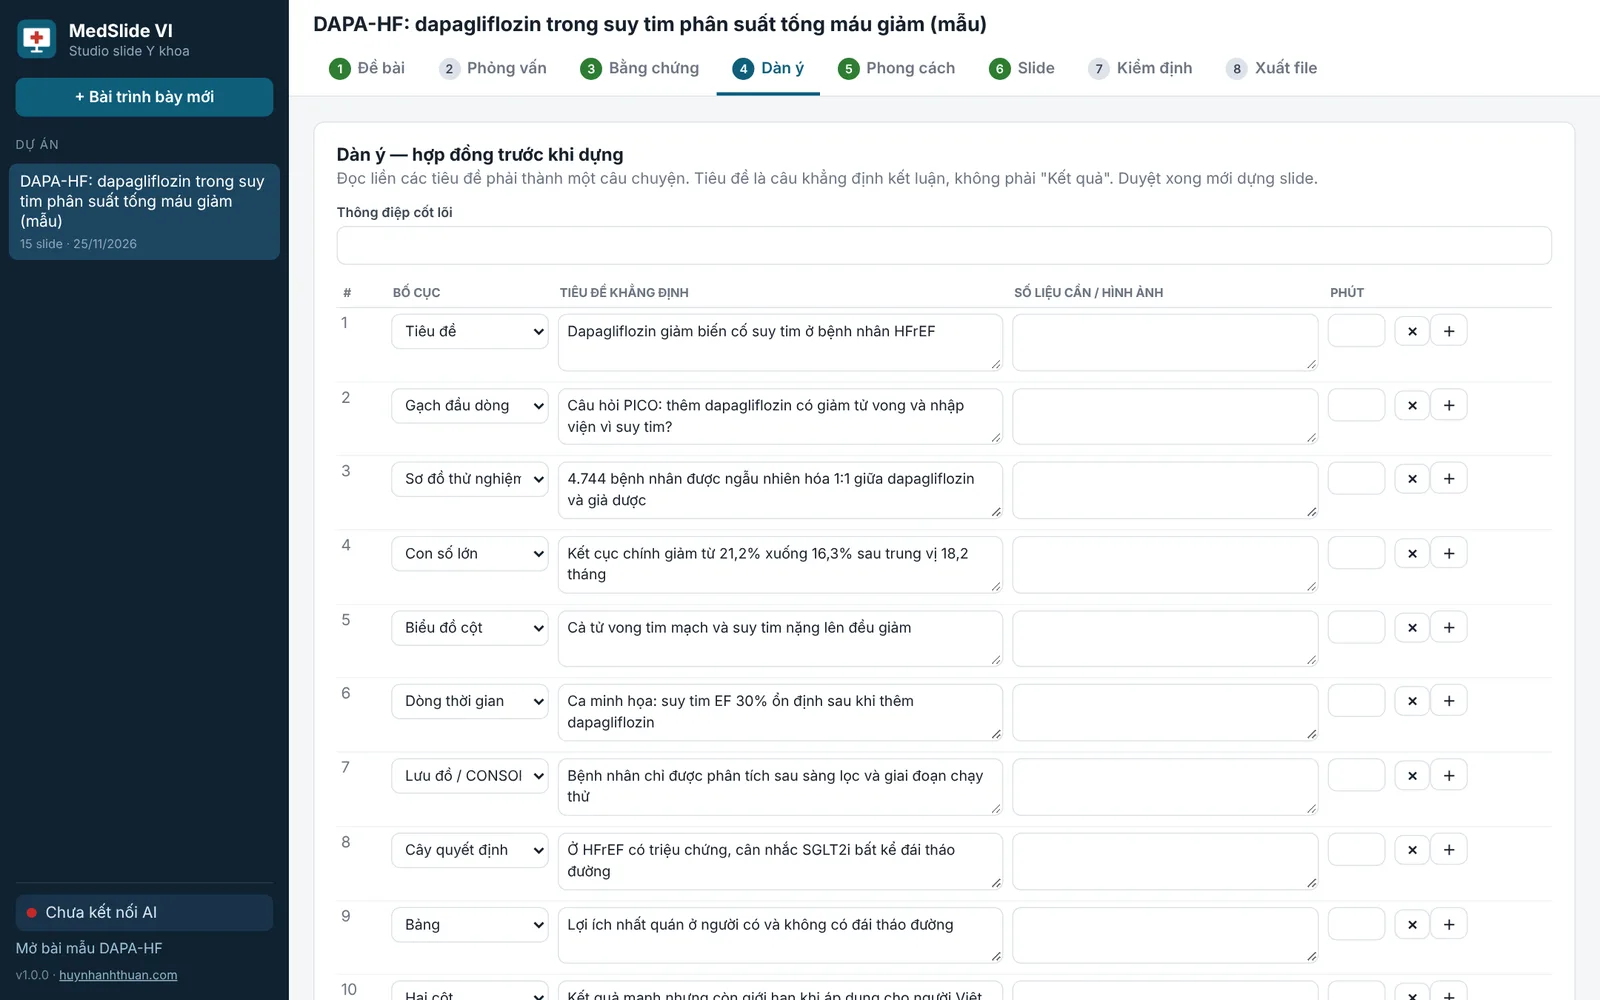 MedSlide VI
Studio slide Y khoa
+ Bài trình bày mới
DỰ ÁN
DAPA-HF: dapagliflozin trong suy
tim phân suất tống máu giảm
(mẫu)
15 slide · 25/11/2026
Chưa kết nối AI
Mở bài mẫu DAPA-HF
v1.0.0 · huynhanhthuan.com
DAPA-HF: dapagliflozin trong suy tim phân suất tống máu giảm (mẫu)
1 Đề bài
2 Phỏng vấn
3 Bằng chứng
4 Dàn ý
5 Phong cách
6 Slide
7 Kiểm định
8 Xuất file
Dàn ý — hợp đồng trước khi dựng
Đọc liền các tiêu đề phải thành một câu chuyện. Tiêu đề là câu khẳng định kết luận, không phải "Kết quả". Duyệt xong mới dựng slide.
Thông điệp cốt lõi
# BỐ CỤC TIÊU ĐỀ KHẲNG ĐỊNH SỐ LIỆU CẦN / HÌNH ẢNH PHÚT
1 Tiêu đề Dapagliflozin giảm biến cố suy tim ở bệnh nhân HFrEF × +
2 Gạch đầu dòng Câu hỏi PICO: thêm dapagliflozin có giảm tử vong và nhập × +
viện vì suy tim?
3 Sơ đồ thử nghiệm 4.744 bệnh nhân được ngẫu nhiên hóa 1:1 giữa dapagliflozin × +
và giả dược
4 Con số lớn Kết cục chính giảm từ 21,2% xuống 16,3% sau trung vị 18,2 × +
tháng
5 Biểu đồ cột Cả tử vong tim mạch và suy tim nặng lên đều giảm × +
6 Dòng thời gian Ca minh họa: suy tim EF 30% ổn định sau khi thêm × +
dapagliflozin
7 Lưu đồ / CONSOI Bệnh nhân chỉ được phân tích sau sàng lọc và giai đoạn chạy × +
thử
8 Cây quyết định Ở HFrEF có triệu chứng, cân nhắc SGLT2i bất kể đái tháo × +
đường
9 Bảng Lợi ích nhất quán ở người có và không có đái tháo đường × +
10 Hai cột Kết quả mạnh nhưng còn giới hạn khi áp dụng cho người Việt × +